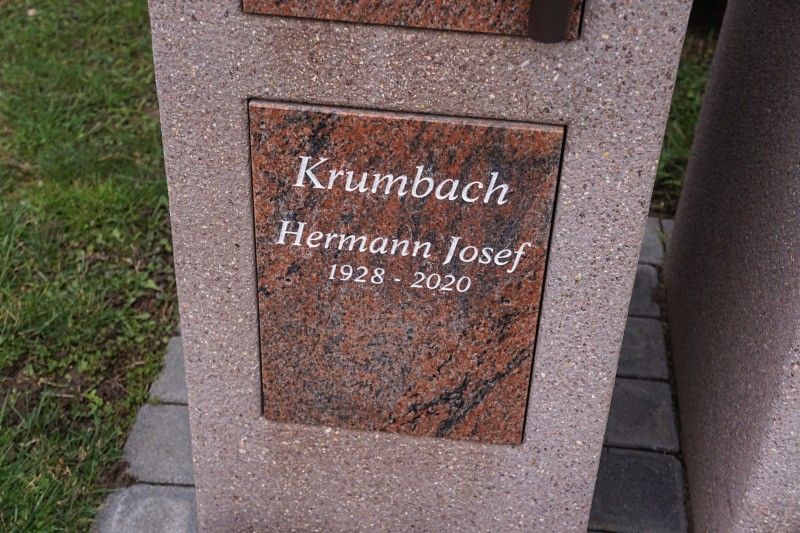 Krumbach
Hermann Josef
1928 - 2020